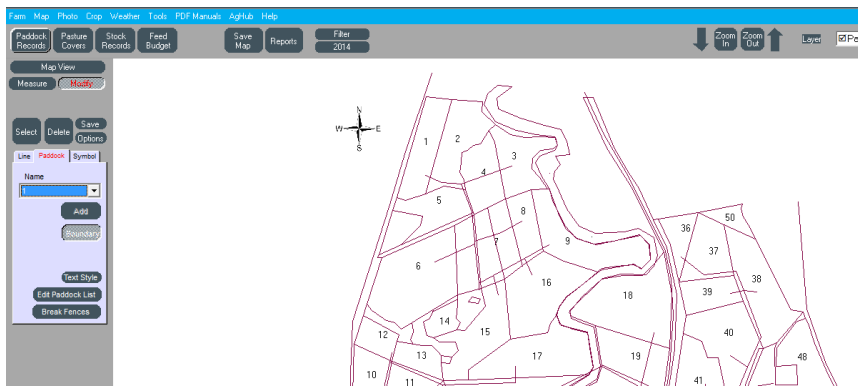 Farm Map Photo Crop Weather Tools PDF Manuals AgHub Help
Paddock Records
Pasture Covers
Stock Records
Feed Budget
Save Map
Reports
Filter
2014
Zoom In
Zoom Out
Layer
Pa
Map View
Measure
Modify
Select
Delete
Save
Options
Line
Paddock
Symbol
Name
1
Add
Boundary
Text Style
Edit Paddock List
Break Fences
N
W
E
S
1
2
3
4
5
6
7
8
9
10
11
12
13
14
15
16
17
18
19
36
37
38
39
40
41
48
50